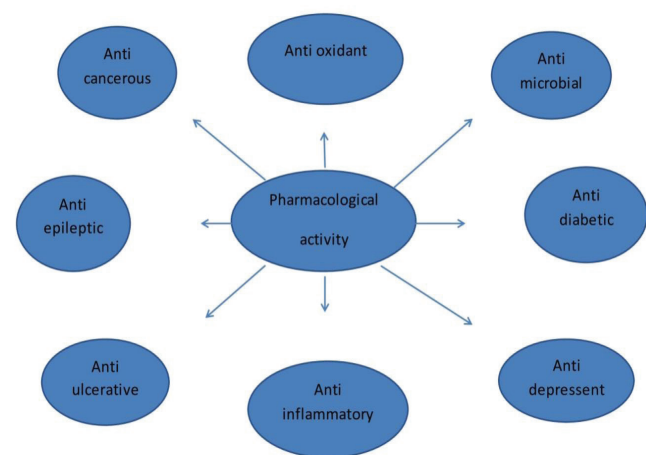 Anti
cancerous
Anti oxidant
Anti
microbial
Anti
epileptic
Pharmacological
activity
Anti
diabetic
Anti
ulcerative
Anti
inflammatory
Anti
depressent